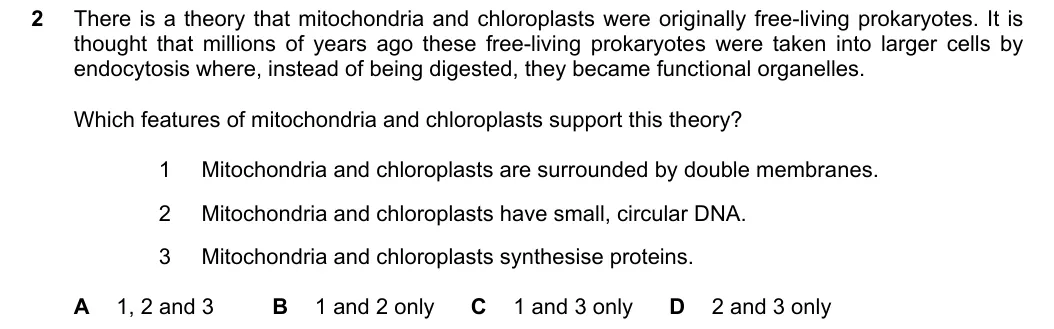 2 There is a theory that mitochondria and chloroplasts were originally free-living prokaryotes. It is
thought that millions of years ago these free-living prokaryotes were taken into larger cells by
endocytosis where, instead of being digested, they became functional organelles.
Which features of mitochondria and chloroplasts support this theory?
1 Mitochondria and chloroplasts are surrounded by double membranes.
2 Mitochondria and chloroplasts have small, circular DNA.
3 Mitochondria and chloroplasts synthesise proteins.
A 1, 2 and 3 B 1 and 2 only C 1 and 3 only D 2 and 3 only